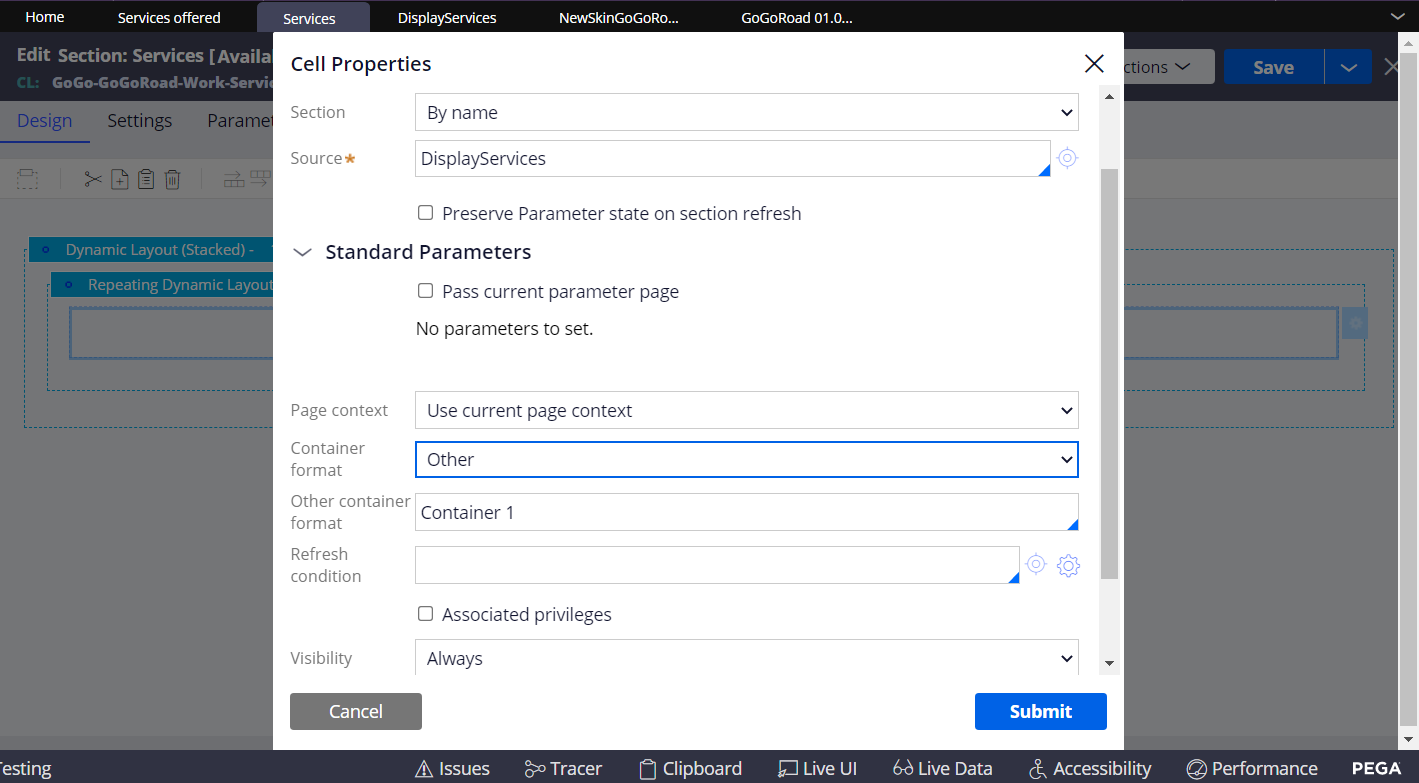 Home Services offered Services DisplayServices NewSkinGoGoRo... GoGoRoad 01.0...
Edit Section: Services [Availa
CL: GoGo-GoGoRoad-Work-Servic
Cell Properties
ctions Save
Design Settings Paramet
Section By name
Source* DisplayServices
Preserve Parameter state on section refresh
Standard Parameters
Dynamic Layout (Stacked) -
Repeating Dynamic Layout
Pass current parameter page
No parameters to set.
Page context Use current page context
Container
format
Other
Other container
format
Container 1
Refresh
condition
Associated privileges
Visibility Always
Cancel Submit
Testing Issues Tracer Clipboard Live UI Live Data Accessibility Performance PEGA